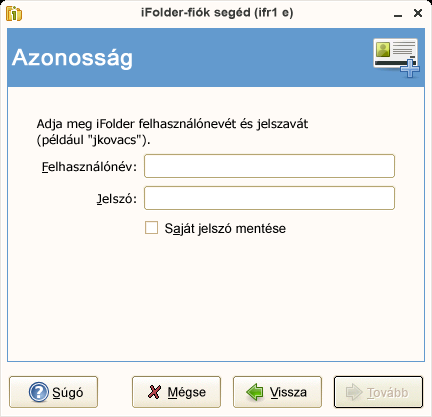 iFolder-fiók segéd (ifr1 e)
Azonosság
Adja meg iFolder felhasználónevét és jelszavát
(például "jkovacs").
Felhasználónév:
Jelszó:
Saját jelszó mentése
Súgó
Mégse
Vissza
Tovább